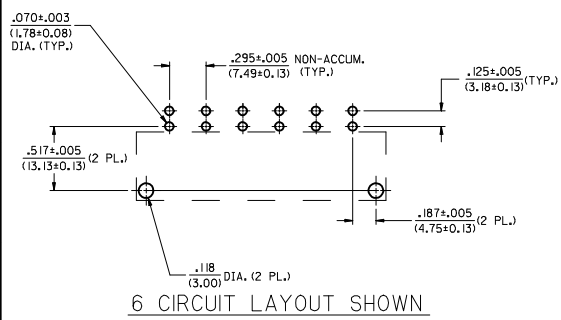 .070±.003
(1.78±0.08)
DIA. (TYP.)
.295±.005 NON-ACCUM.
(7.49±0.13) (TYP.)
.125±.005 (TYP.)
(3.18±0.13)
.517±.005 (2 PL.)
(13.13±0.13)
.187±.005 (2 PL.)
(4.75±0.13)
.118 DIA. (2 PL.)
(3.00)
6 CIRCUIT LAYOUT SHOWN